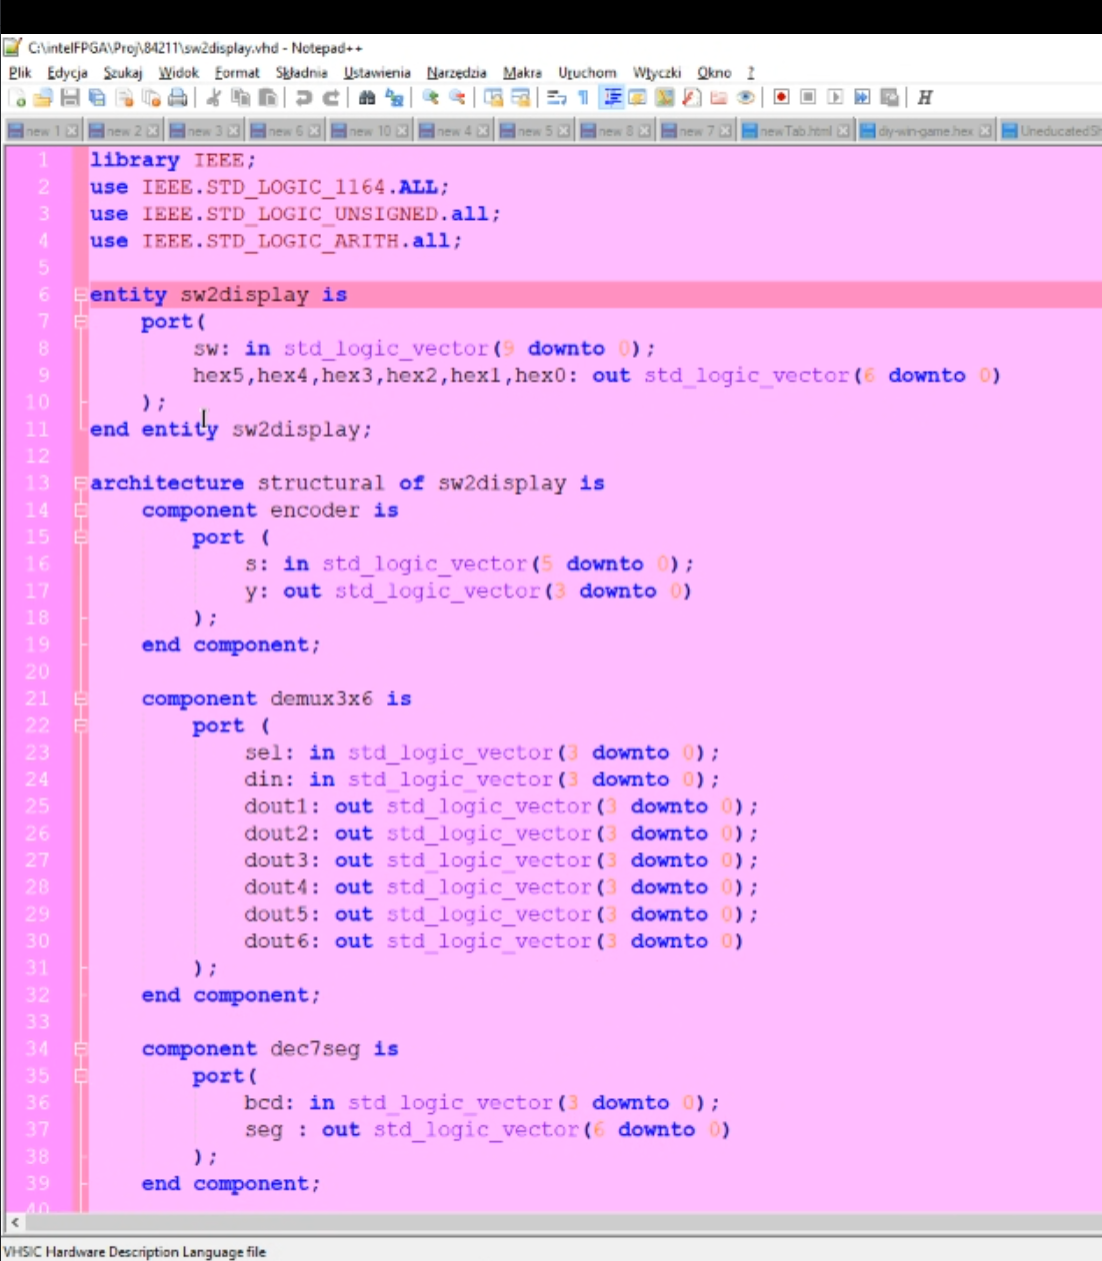 C:\intelFPGA\Proj\84211\sw2display.vhd - Notepad++
Plik Edycja Szukaj Widok Format Składnia Ustawienia Narzędzia Makra Uruchom Wtyczki Okno ?
new 1 new 2 new 3 new 6 new 10 new 4 new 5 new 8 new 7 newTab.html diy-win-game.hex UneducatedSh
1 library IEEE;
2 use IEEE.STD_LOGIC_1164.ALL;
3 use IEEE.STD_LOGIC_UNSIGNED.all;
4 use IEEE.STD_LOGIC_ARITH.all;
5
6 entity sw2display is
7 port(
8 sw: in std_logic_vector(9 downto 0);
9 hex5,hex4,hex3,hex2,hex1,hex0: out std_logic_vector(6 downto 0)
10 );
11 end entity sw2display;
12
13 architecture structural of sw2display is
14 component encoder is
15 port (
16 s: in std_logic_vector(5 downto 0);
17 y: out std_logic_vector(3 downto 0)
18 );
19 end component;
20
21 component demux3x6 is
22 port (
23 sel: in std_logic_vector(3 downto 0);
24 din: in std_logic_vector(3 downto 0);
25 dout1: out std_logic_vector(3 downto 0);
26 dout2: out std_logic_vector(3 downto 0);
27 dout3: out std_logic_vector(3 downto 0);
28 dout4: out std_logic_vector(3 downto 0);
29 dout5: out std_logic_vector(3 downto 0);
30 dout6: out std_logic_vector(3 downto 0)
31 );
32 end component;
33
34 component dec7seg is
35 port(
36 bcd: in std_logic_vector(3 downto 0);
37 seg : out std_logic_vector(6 downto 0)
38 );
39 end component;
40
VHSIC Hardware Description Language file